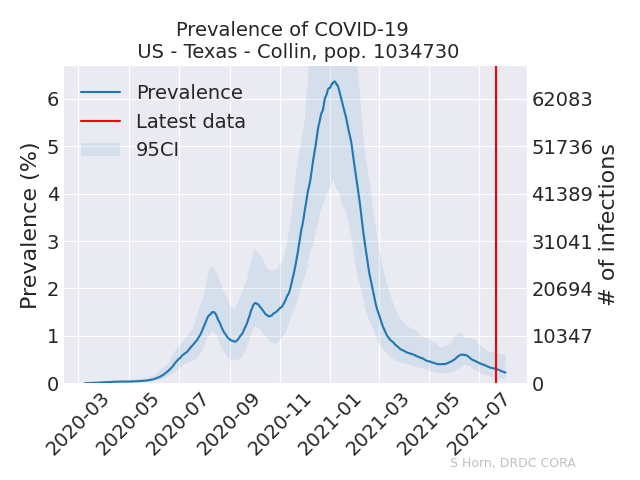 Prevalence of COVID-19
US - Texas - Collin, pop. 1034730
Prevalence
Latest data
95CI
Prevalence (%)
6
5
4
3
2
1
0
# of infections
62083
51736
41389
31041
20694
10347
0
2020-03
2020-05
2020-07
2020-09
2020-11
2021-01
2021-03
2021-05
2021-07
S Horn, DRDC CORA